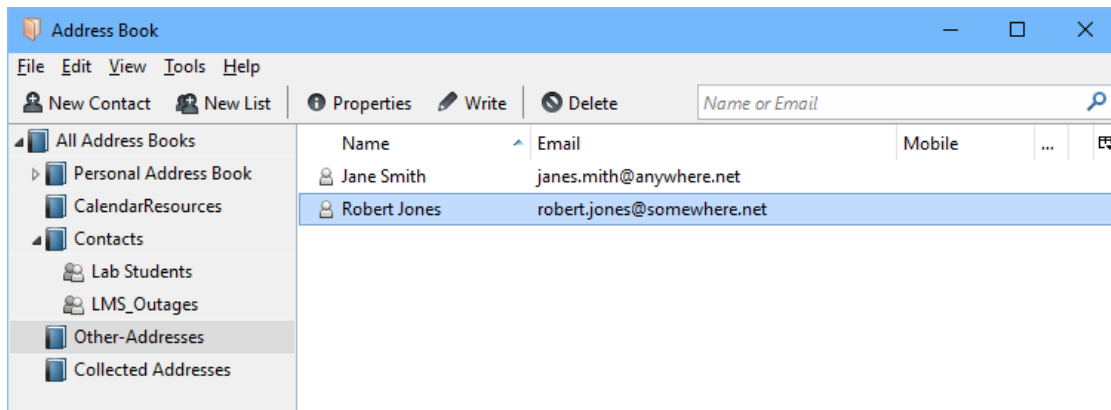 Address Book
File Edit View Tools Help
New Contact New List Properties Write Delete Name or Email
All Address Books
Personal Address Book
CalendarResources
Contacts
Lab Students
LMS_Outages
Other-Addresses
Collected Addresses
Name Email Mobile ...
Jane Smith janes.mith@anywhere.net
Robert Jones robert.jones@somewhere.net